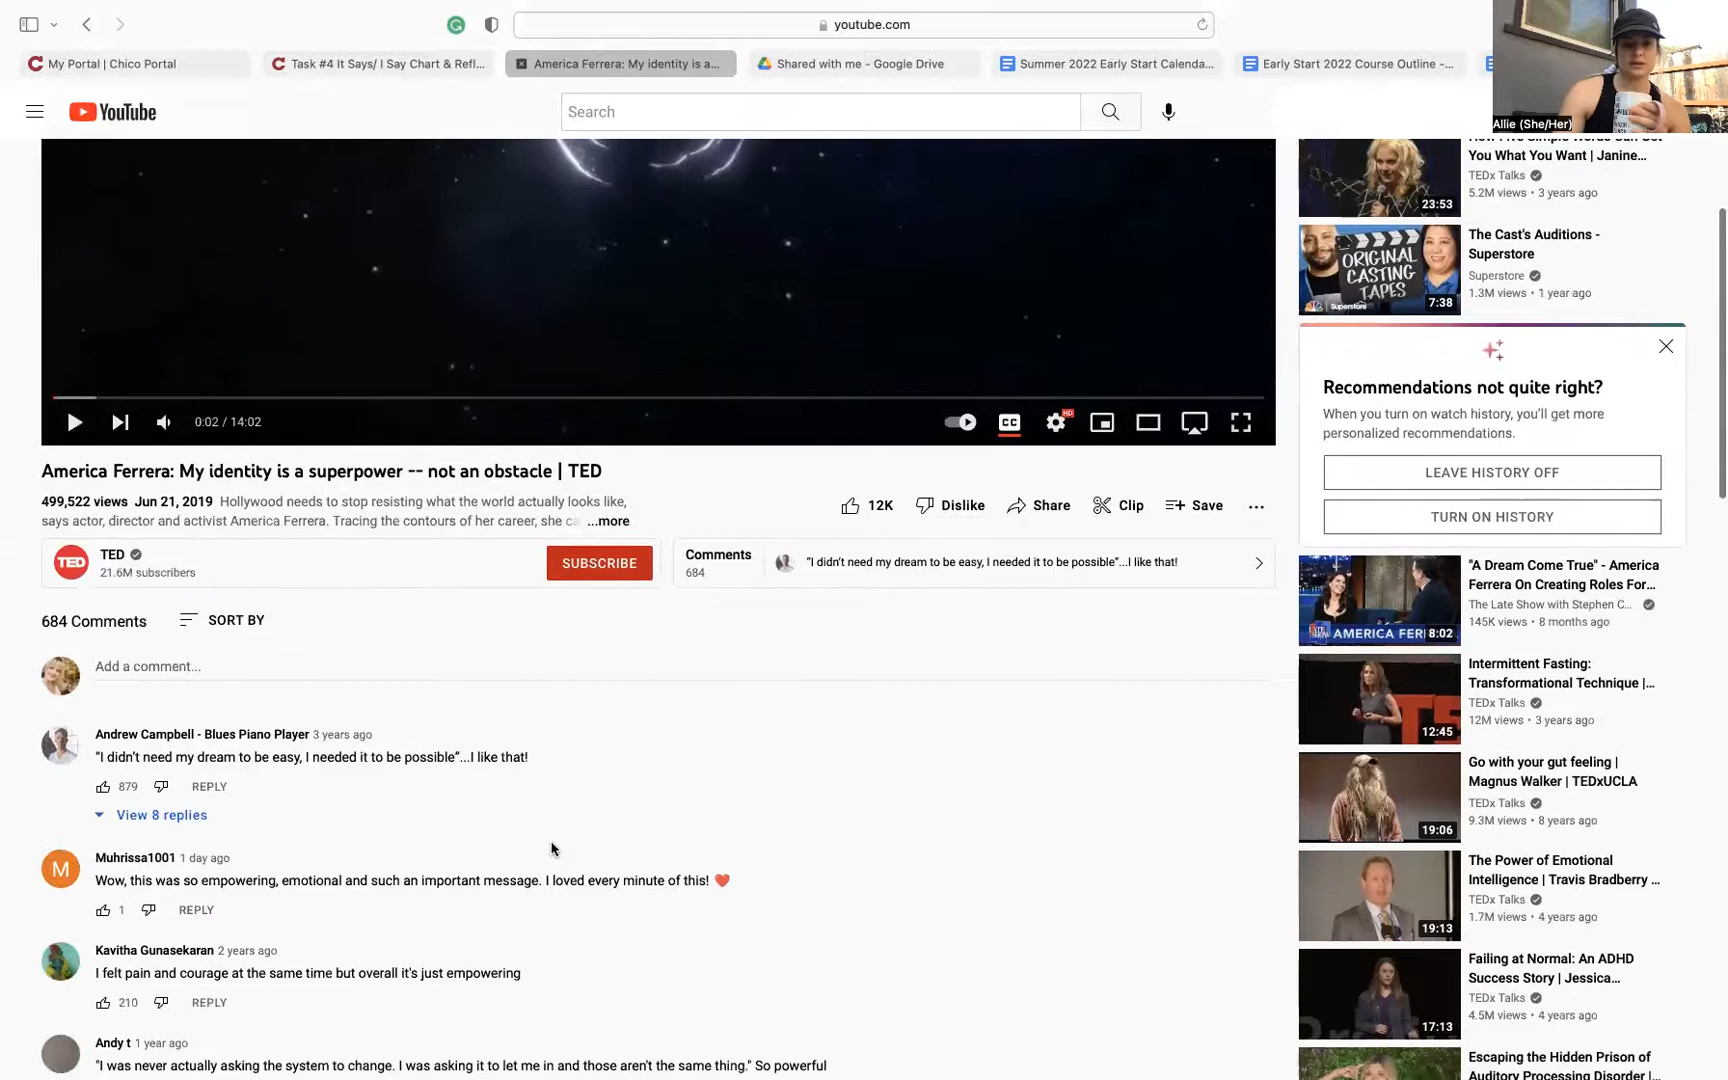 youtube.com
My Portal | Chico Portal
Task #4 It Says/ I Say Chart & Refl...
America Ferrera: My identity is a...
Shared with me - Google Drive
Summer 2022 Early Start Calenda...
Early Start 2022 Course Outline –...
Allie (She/Her)
YouTube
Search
You What You Want | Janine...
TEDx Talks
5.2M views • 3 years ago
23:53
ORIGINAL
CASTING
TAPES
Superstore
7:38
The Cast's Auditions -
Superstore
Superstore
1.3M views • 1 year ago
Recommendations not quite right?
When you turn on watch history, you'll get more
personalized recommendations.
LEAVE HISTORY OFF
TURN ON HISTORY
0:02 / 14:02
CC
HD
America Ferrera: My identity is a superpower -- not an obstacle | TED
499,522 views Jun 21, 2019 Hollywood needs to stop resisting what the world actually looks like,
says actor, director and activist America Ferrera. Tracing the contours of her career, she ca ...more
12K
Dislike
Share
Clip
Save
TED
TED
21.6M subscribers
SUBSCRIBE
Comments
684
"I didn't need my dream to be easy, I needed it to be possible"...I like that!
684 Comments
SORT BY
Add a comment...
Andrew Campbell - Blues Piano Player 3 years ago
"I didn't need my dream to be easy, I needed it to be possible"...I like that!
879
REPLY
View 8 replies
M
Muhrissa1001 1 day ago
Wow, this was so empowering, emotional and such an important message. I loved every minute of this! ❤️
1
REPLY
Kavitha Gunasekaran 2 years ago
I felt pain and courage at the same time but overall it's just empowering
210
REPLY
Andy t 1 year ago
"I was never actually asking the system to change. I was asking it to let me in and those aren't the same thing." So powerful
AMERICA FER
8:02
"A Dream Come True" - America
Ferrera On Creating Roles For...
The Late Show with Stephen C...
145K views • 8 months ago
12:45
Intermittent Fasting:
Transformational Technique |...
TEDx Talks
12M views • 3 years ago
19:06
Go with your gut feeling |
Magnus Walker | TEDxUCLA
TEDx Talks
9.3M views • 8 years ago
19:13
The Power of Emotional
Intelligence | Travis Bradberry ...
TEDx Talks
1.7M views • 4 years ago
17:13
Failing at Normal: An ADHD
Success Story | Jessica...
TEDx Talks
4.5M views • 4 years ago
Escaping the Hidden Prison of
Auditory Processing Disorder |...